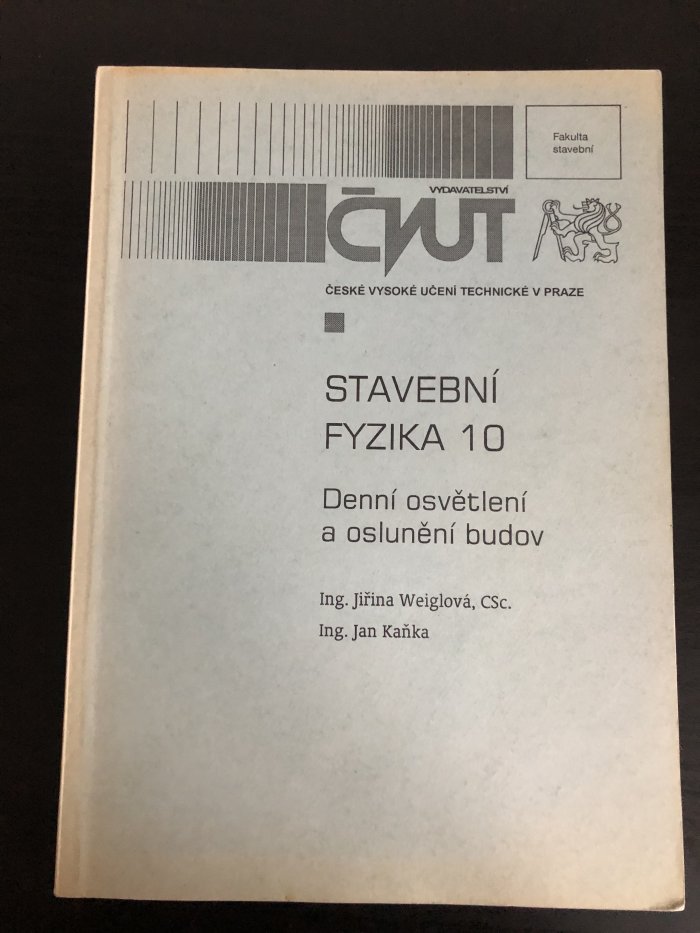 Fakulta
stavební
VYDAVATELSTVÍ
ČVUT
ČESKÉ VYSOKÉ UČENÍ TECHNICKÉ V PRAZE
STAVEBNÍ
FYZIKA 10
Denní osvětlení
a oslunění budov
Ing. Jiřina Weiglová, CSc.
Ing. Jan Kaňka